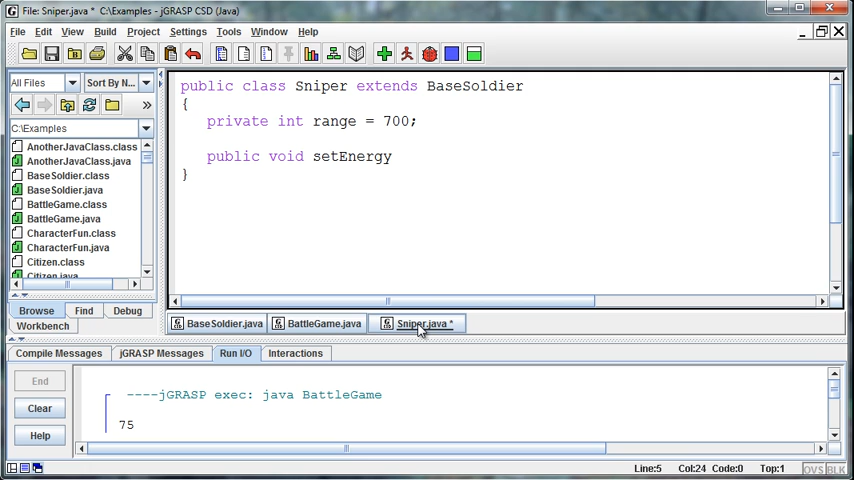 File: Sniper.java * C:\Examples - jGRASP CSD (Java)
File Edit View Build Project Settings Tools Window Help
All Files Sort By N...
C:\Examples
AnotherJavaClass.class
AnotherJavaClass.java
BaseSoldier.class
BaseSoldier.java
BattleGame.class
BattleGame.java
CharacterFun.class
CharacterFun.java
Citizen.class
Citizen.java
Browse Find Debug
Workbench
public class Sniper extends BaseSoldier
{
private int range = 700;
public void setEnergy
}
BaseSoldier.java BattleGame.java Sniper.java *
Compile Messages jGRASP Messages Run I/O Interactions
End
Clear
Help
----jGRASP exec: java BattleGame
75
Line:5 Col:24 Code:0 Top:1 OVS BLK